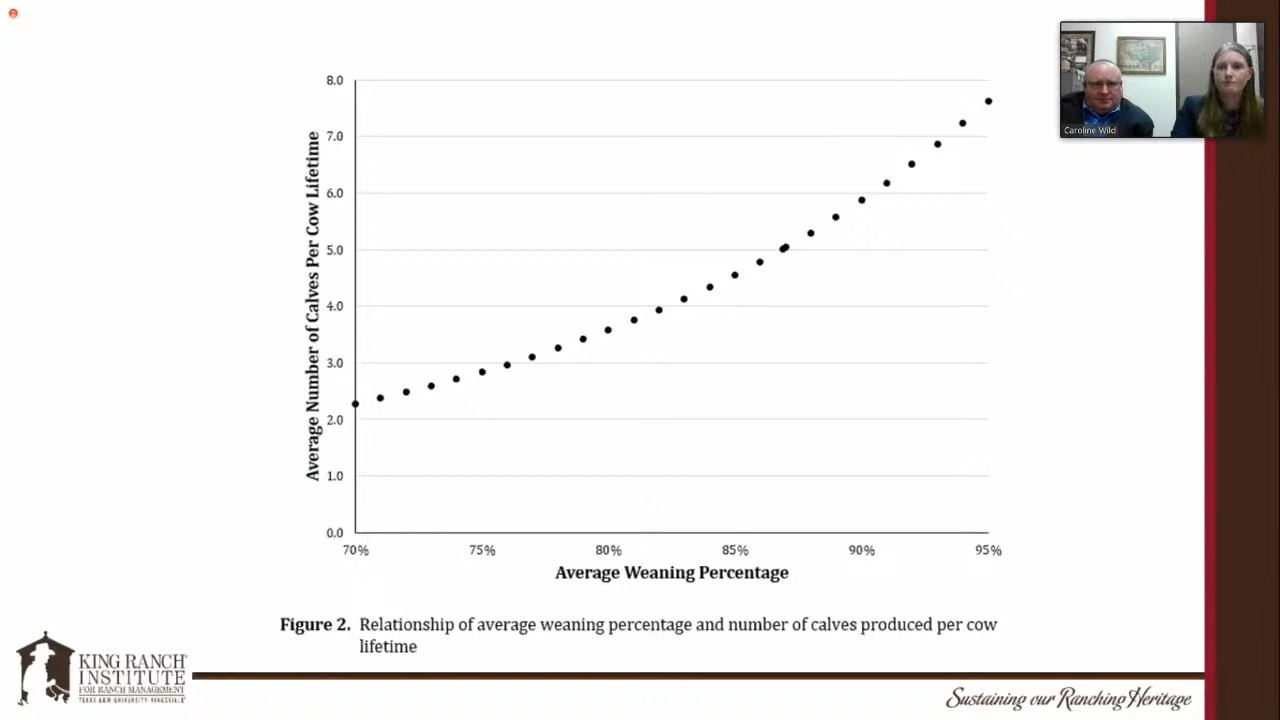 Caroline Wild
Average Number of Calves Per Cow Lifetime
8.0
7.0
6.0
5.0
4.0
3.0
2.0
1.0
0.0
70%
75%
80%
85%
90%
95%
Average Weaning Percentage
Figure 2. Relationship of average weaning percentage and number of calves produced per cow
lifetime
KING RANCH
INSTITUTE
FOR RANCH MANAGEMENT
TEXAS A&M UNIVERSITY-KINGSVILLE
Sustaining our Ranching Heritage